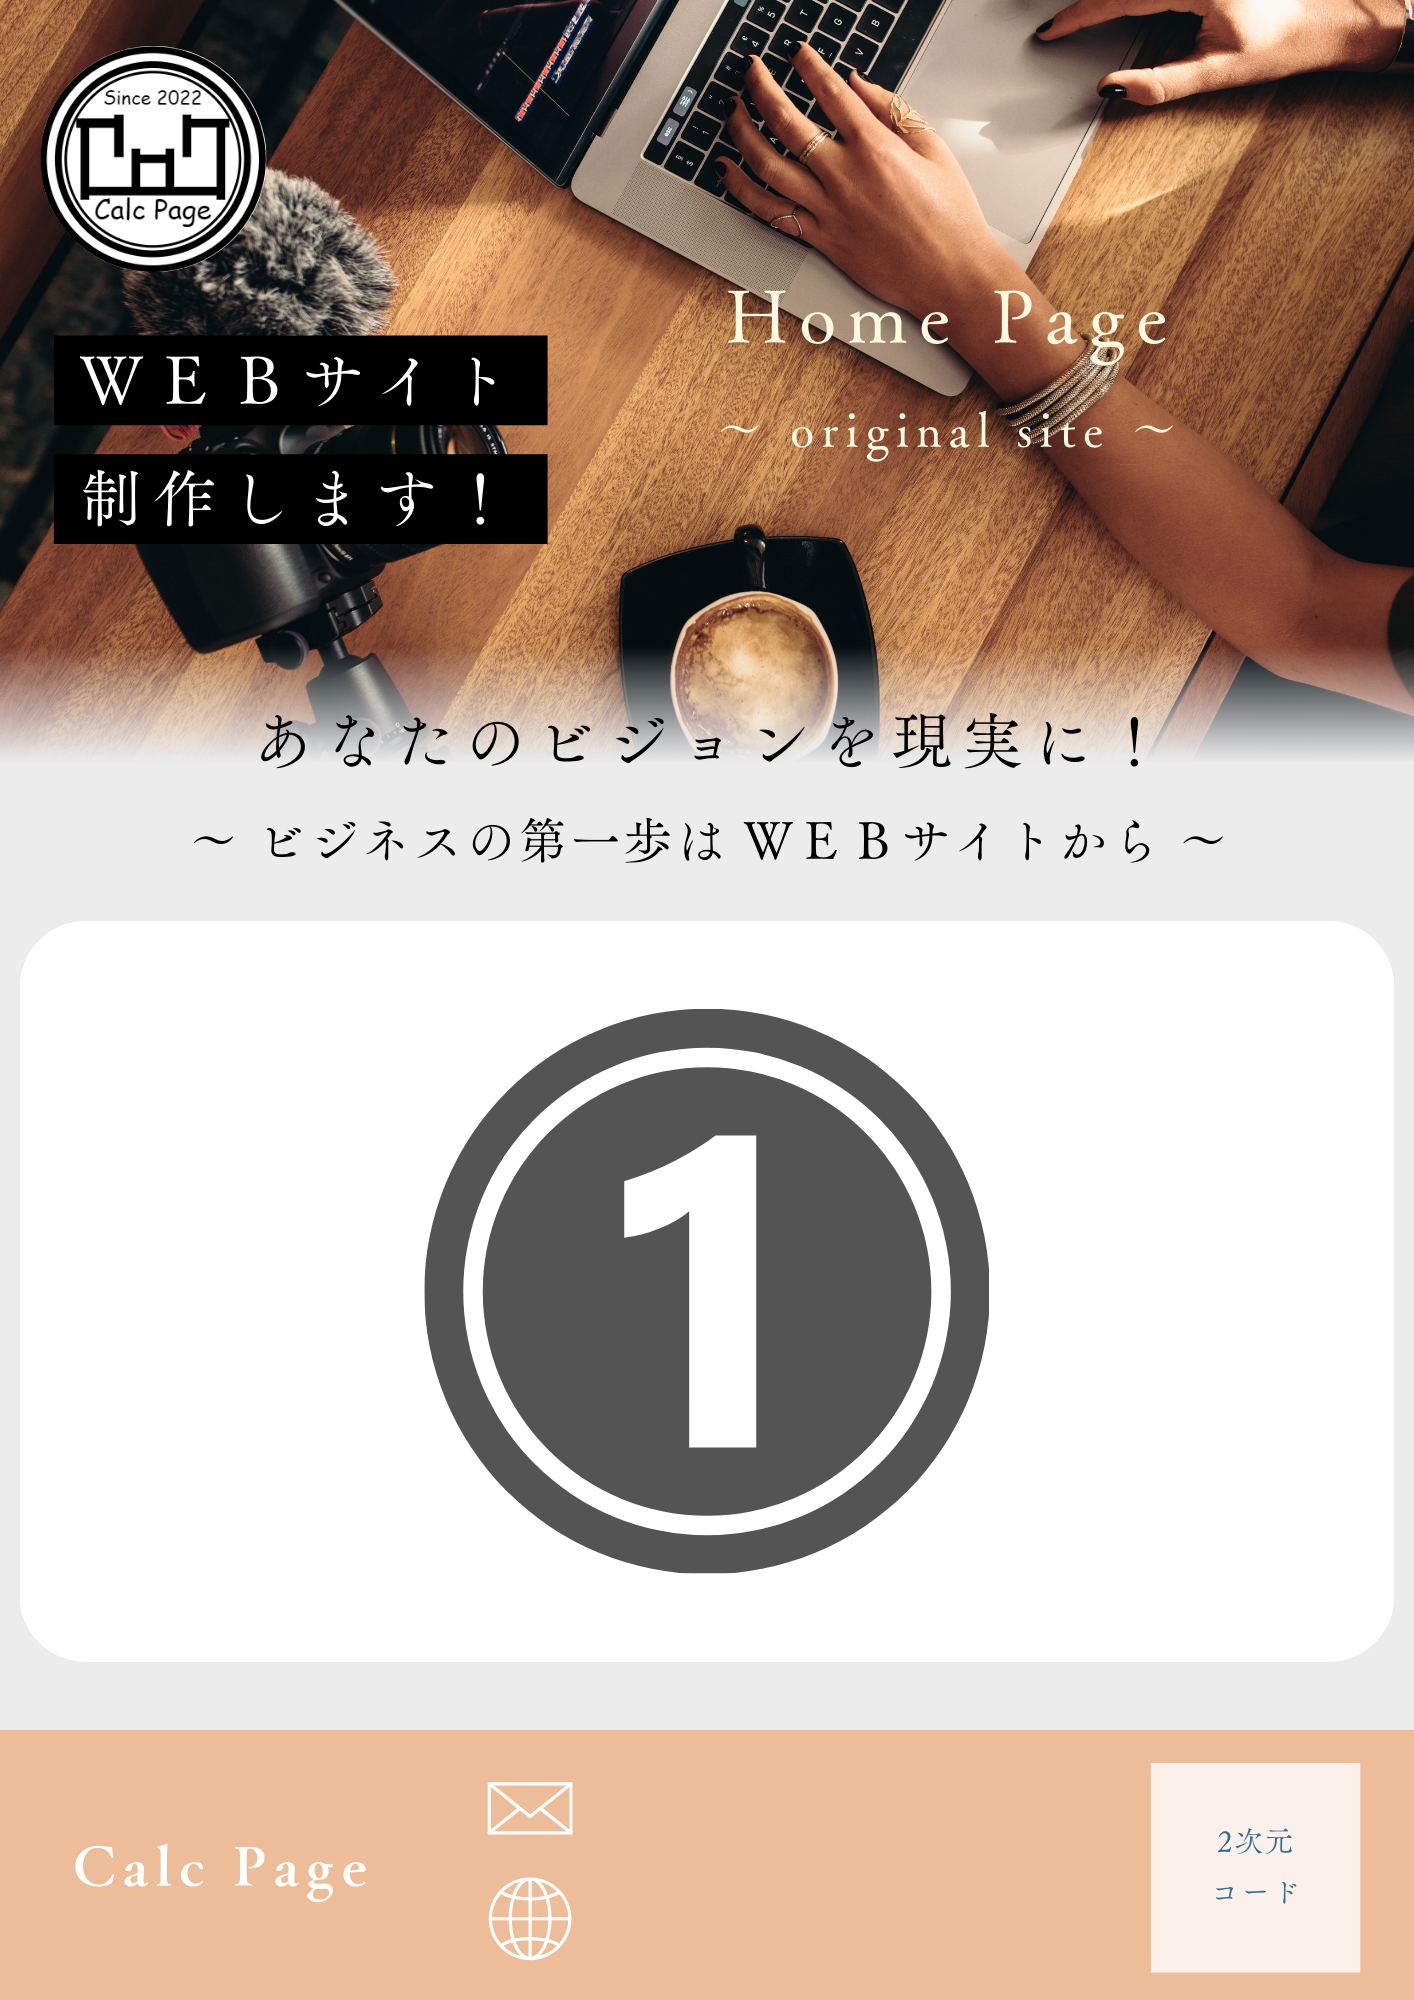 Since 2022
Calc Page
Home Page
～ original site ～
ＷＥＢサイト
制作します！
あなたのビジョンを現実に！
～ ビジネスの第一歩はＷＥＢサイトから ～
1
Calc Page
2次元
コード